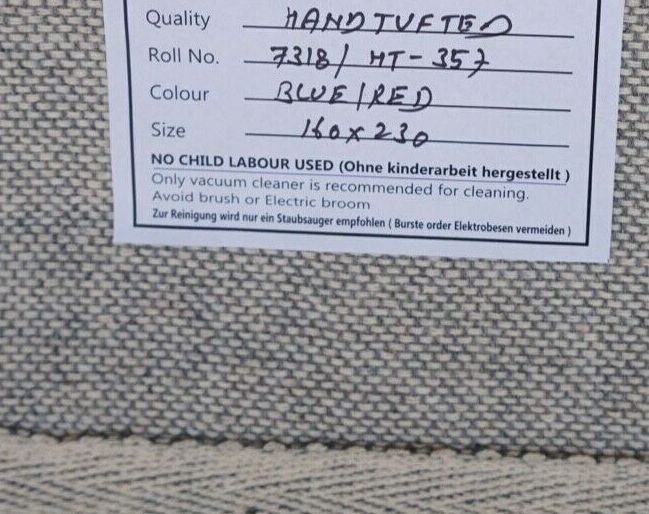 Quality HANDTUFTED
Roll No. 7318/ HT-357
Colour BLUE/RED
Size 160x230
NO CHILD LABOUR USED (Ohne kinderarbeit hergestellt )
Only vacuum cleaner is recommended for cleaning.
Avoid brush or Electric broom
Zur Reinigung wird nur ein Staubsauger empfohlen ( Burste order Elektrobesen vermeiden )